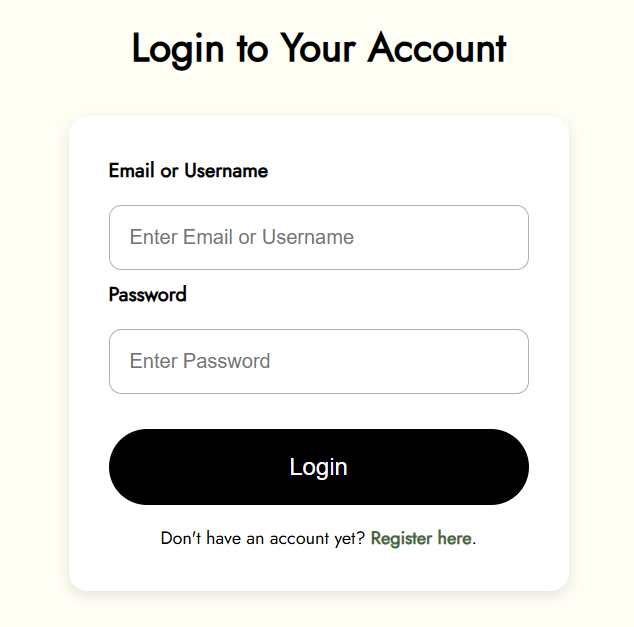 Login to Your Account
Email or Username
Enter Email or Username
Password
Enter Password
Login
Don't have an account yet? Register here.